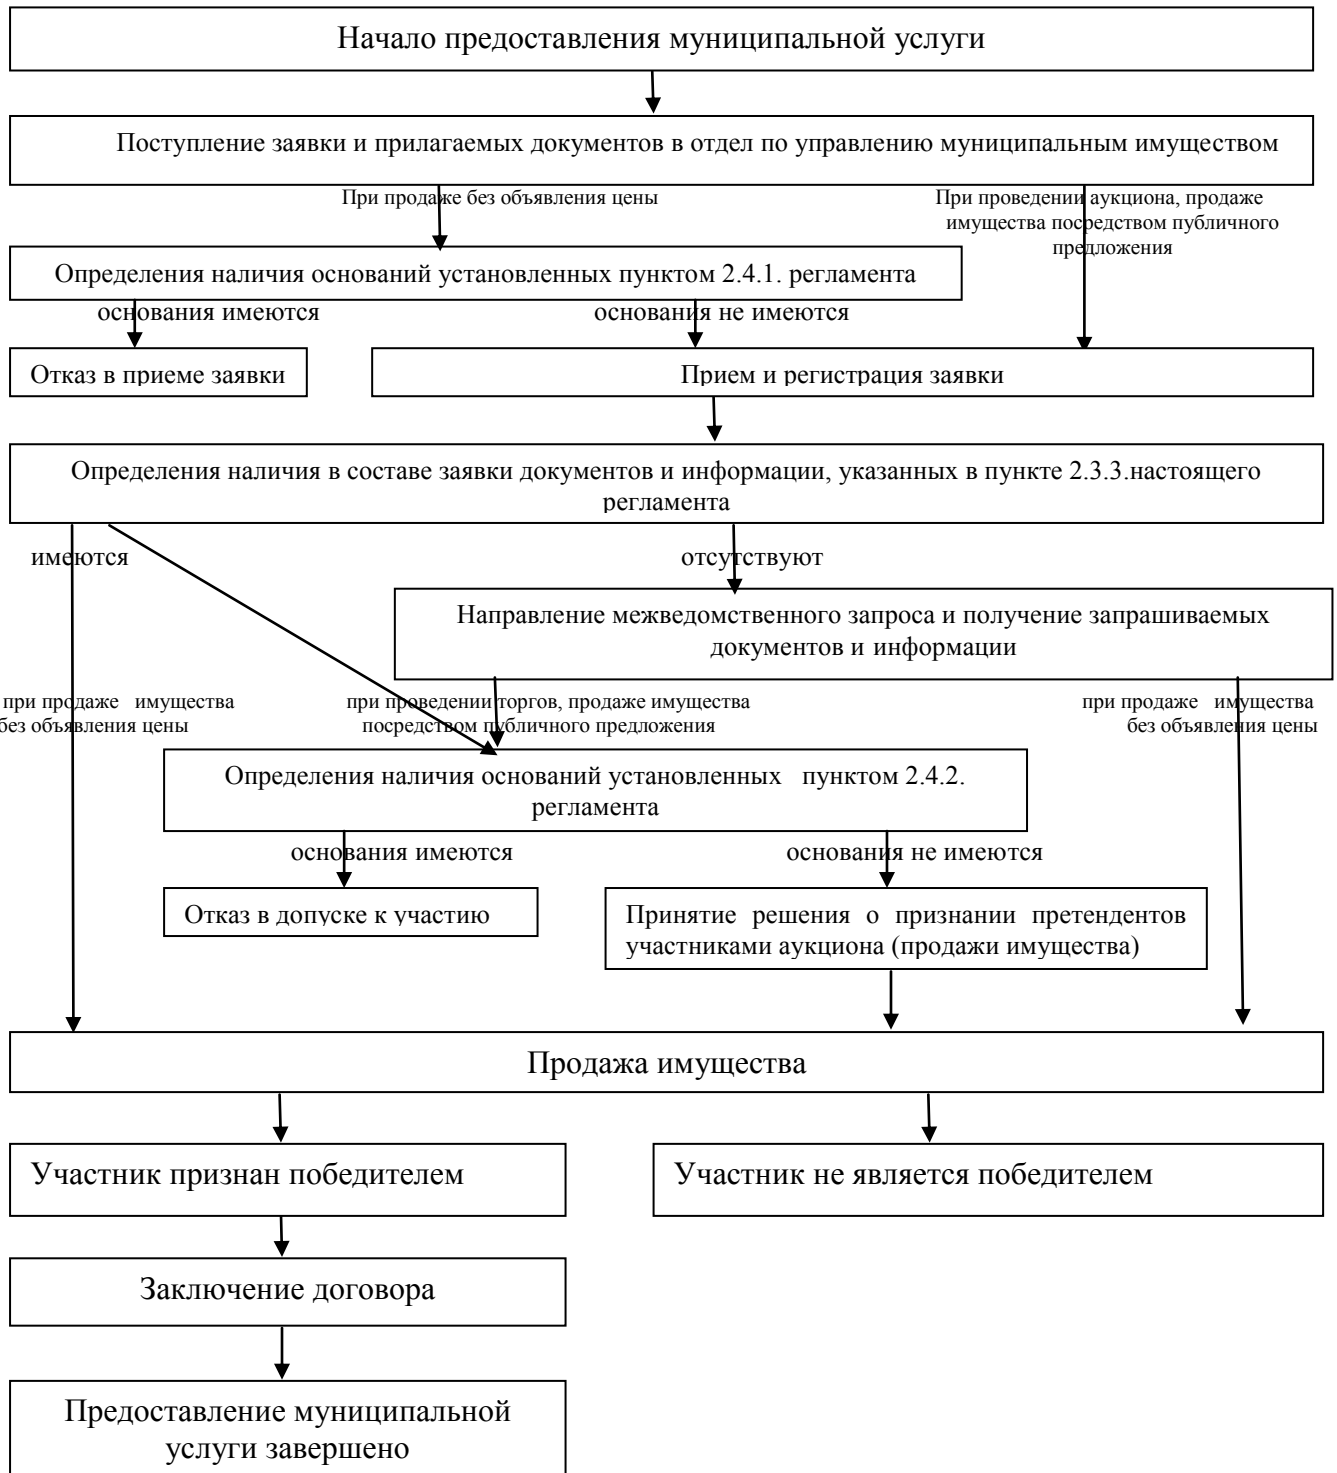 Начало предоставления муниципальной услуги
Поступление заявки и прилагаемых документов в отдел по управлению муниципальным имуществом
При продаже без объявления цены
При проведении аукциона, продаже
имущества посредством публичного
предложения
Определения наличия оснований установленных пунктом 2.4.1. регламента
основания имеются
основания не имеются
Отказ в приеме заявки
Прием и регистрация заявки
Определения наличия в составе заявки документов и информации, указанных в пункте 2.3.3.настоящего
регламента
имеются
отсутствуют
Направление межведомственного запроса и получение запрашиваемых
документов и информации
при продаже имущества
без объявления цены
при проведении торгов, продаже имущества
посредством публичного предложения
при продаже имущества
без объявления цены
Определения наличия оснований установленных пунктом 2.4.2.
регламента
основания имеются
основания не имеются
Отказ в допуске к участию
Принятие решения о признании претендентов
участниками аукциона (продажи имущества)
Продажа имущества
Участник признан победителем
Участник не является победителем
Заключение договора
Предоставление муниципальной
услуги завершено